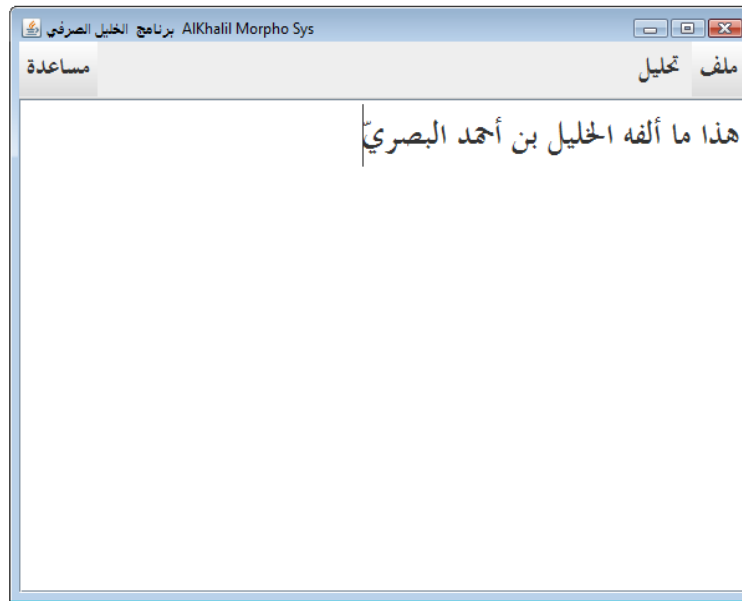 برنامج الخليل الصرفي AlKhalil Morpho Sys
ملف تحليل مساعدة
هذا ما ألفه الخليل بن أحمد البصريّ